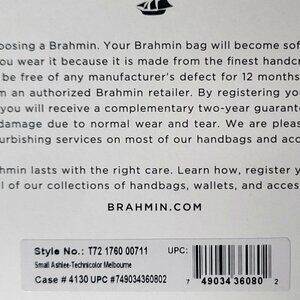 oosing a Brahmin. Your Brahmin bag will become sof
ou wear it because it is made from the finest handcr
be free of any manufacturer's defect for 12 months
m an authorized Brahmin retailer. By registering you
you will receive a complementary two-year guarante
damage due to normal wear and tear. We are pleas
urbishing services on most of our handbags and acc
hmin lasts with the right care. Learn how, register y
l of our collections of handbags, wallets, and access
BRAHMIN.COM
Style No.: T72 1760 00711 UPC:
Small Ashlee-Technicolor Melbourne
Case # 4130 UPC #749034360802 7 49034 36080 2